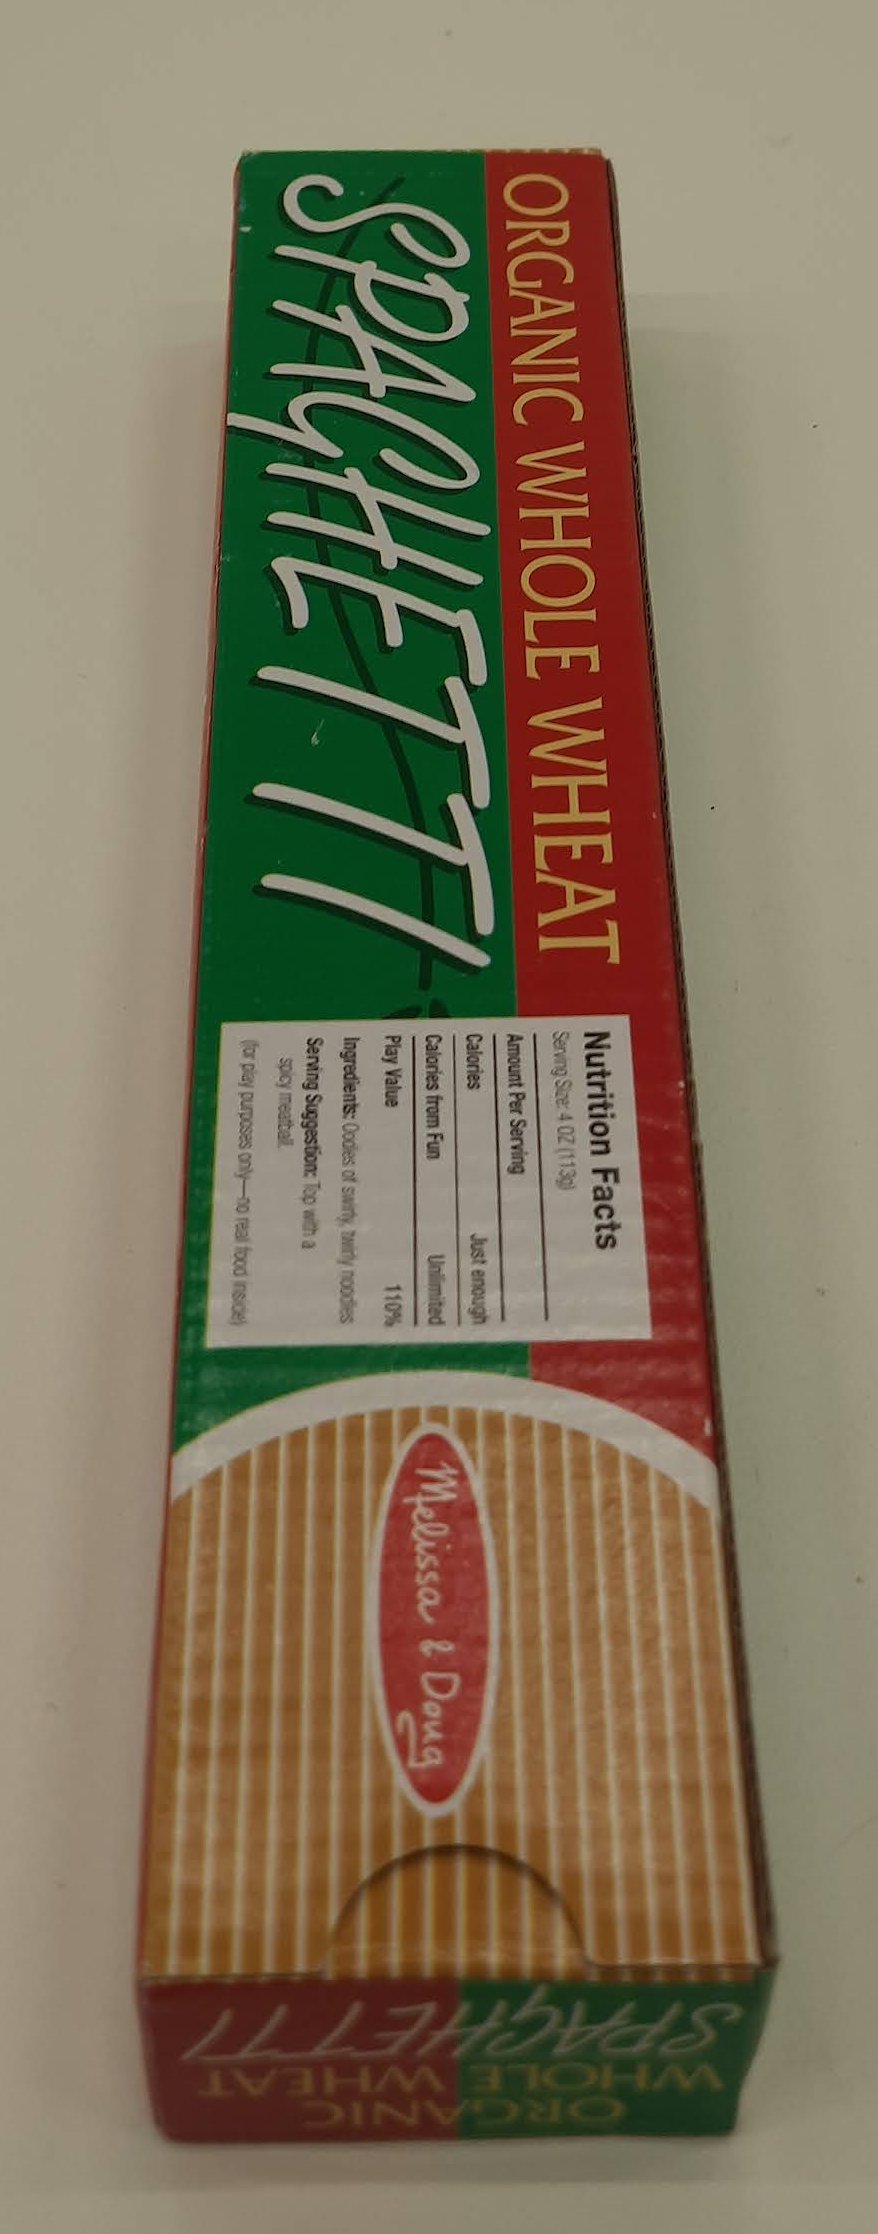 ORGANIC WHOLE WHEAT
SPAGHETTI
Nutrition Facts
Serving Size: 4 OZ (113g)
Amount Per Serving
Calories Just enough
Calories from Fun Unlimited
Play Value 110%
Ingredients: Oodles of swirly, twirly noodles
Serving Suggestion: Top with a
spicy meatball.
(for play purposes only—no real food inside)
Melissa & Doug
ORGANIC
WHOLE WHEAT
SPAGHETTI